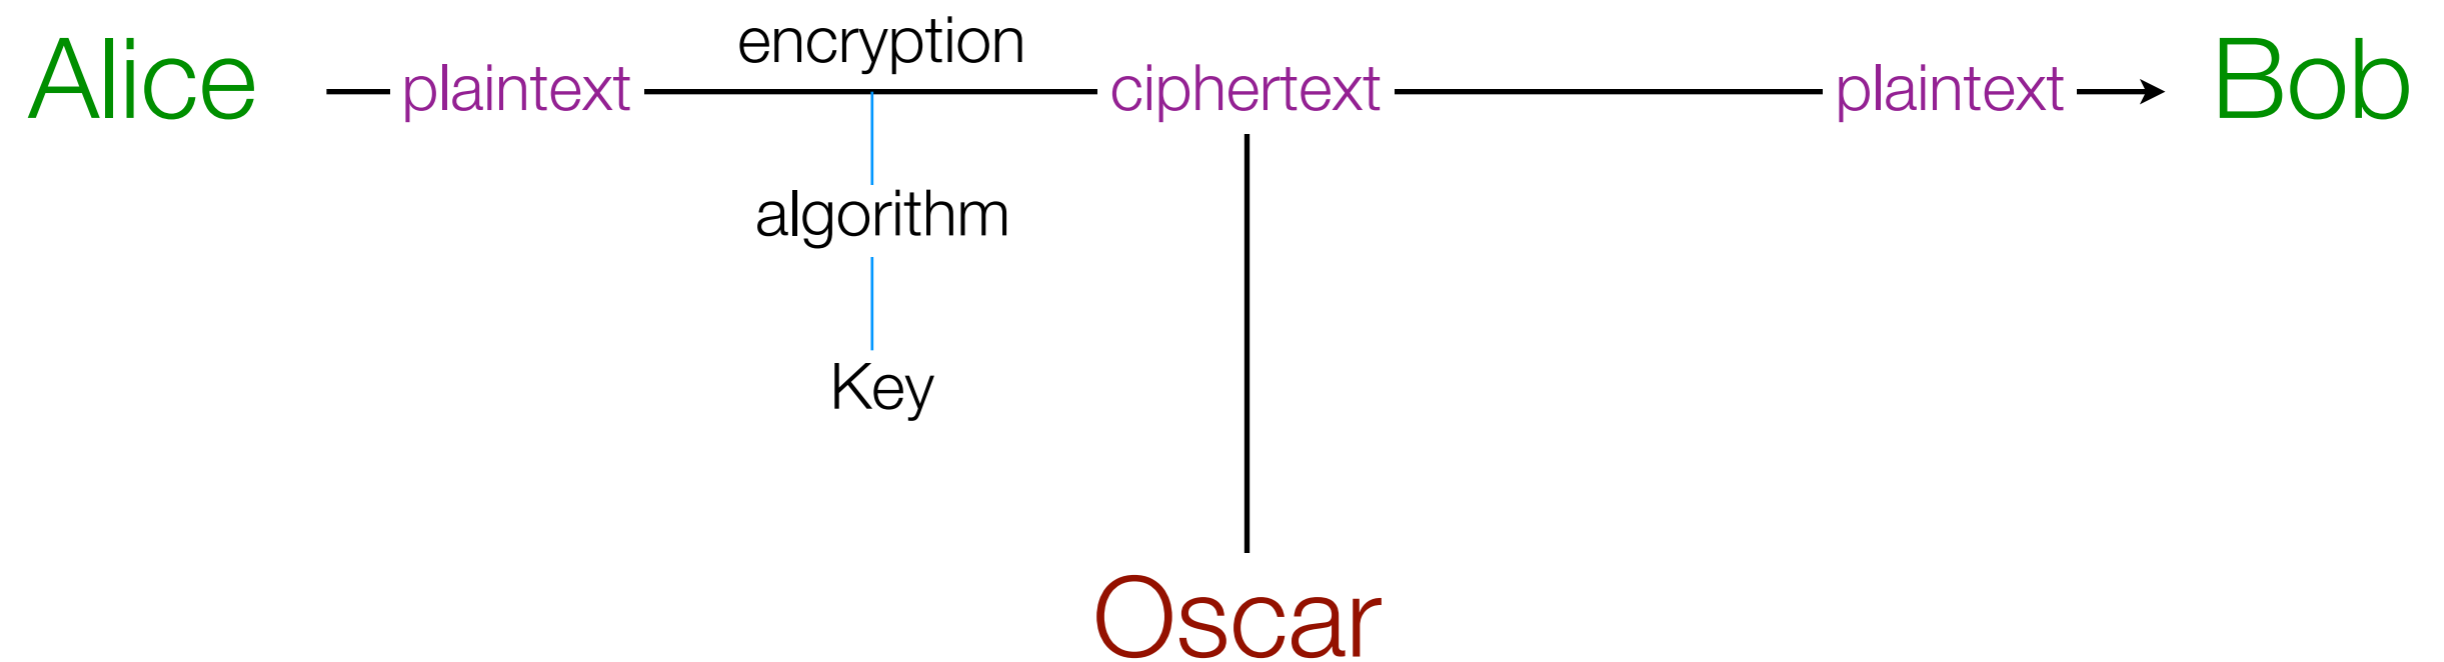 encryption
Alice plaintext ciphertext plaintext Bob
algorithm
Key
Oscar